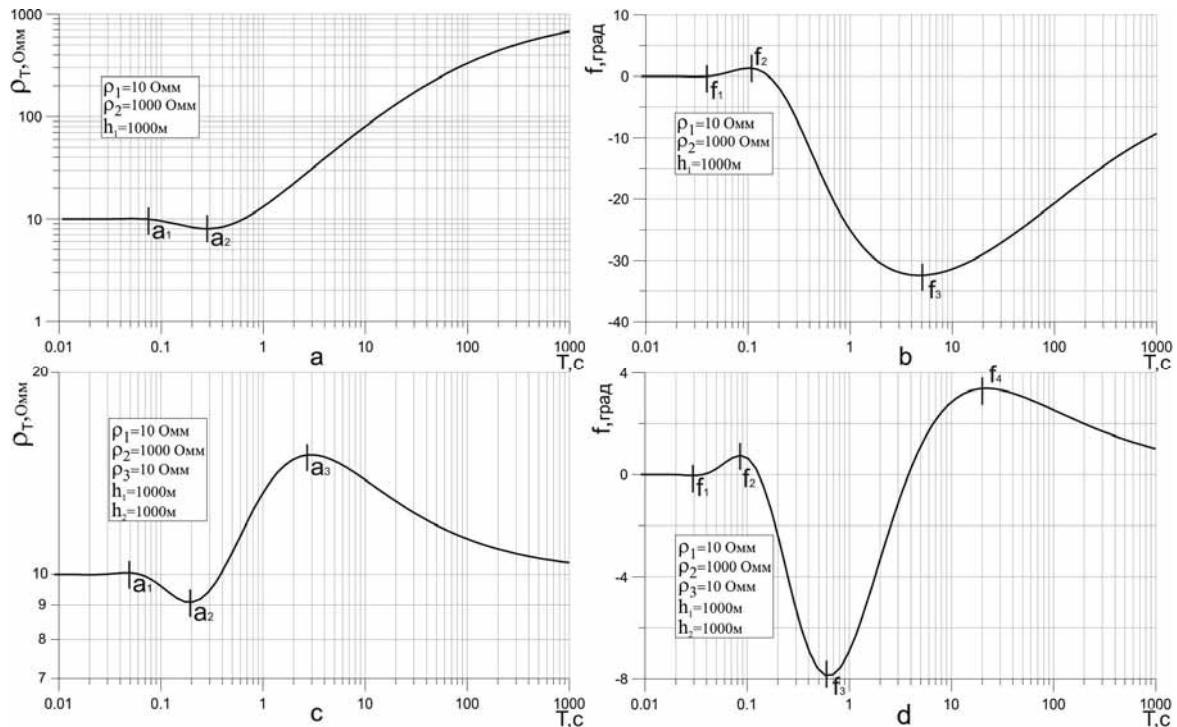 ρT,Омм
1000
100
10
1
ρ1=10 Омм
ρ2=1000 Омм
h1=1000м
a1
a2
0.01 0.1 1 10 100 1000
a
T,с
f,град
10
0
-10
-20
-30
-40
f1
f2
ρ1=10 Омм
ρ2=1000 Омм
h1=1000м
f3
0.01 0.1 1 10 100 1000
b
T,с
ρT,Омм
20
10
9
8
7
ρ1=10 Омм
ρ2=1000 Омм
ρ3=10 Омм
h1=1000м
h2=1000м
a1
a2
a3
0.01 0.1 1 10 100 1000
c
T,с
f,град
4
0
-4
-8
f1
f2
f4
ρ1=10 Омм
ρ2=1000 Омм
ρ3=10 Омм
h1=1000м
h2=1000м
f3
0.01 0.1 1 10 100 1000
d
T,с